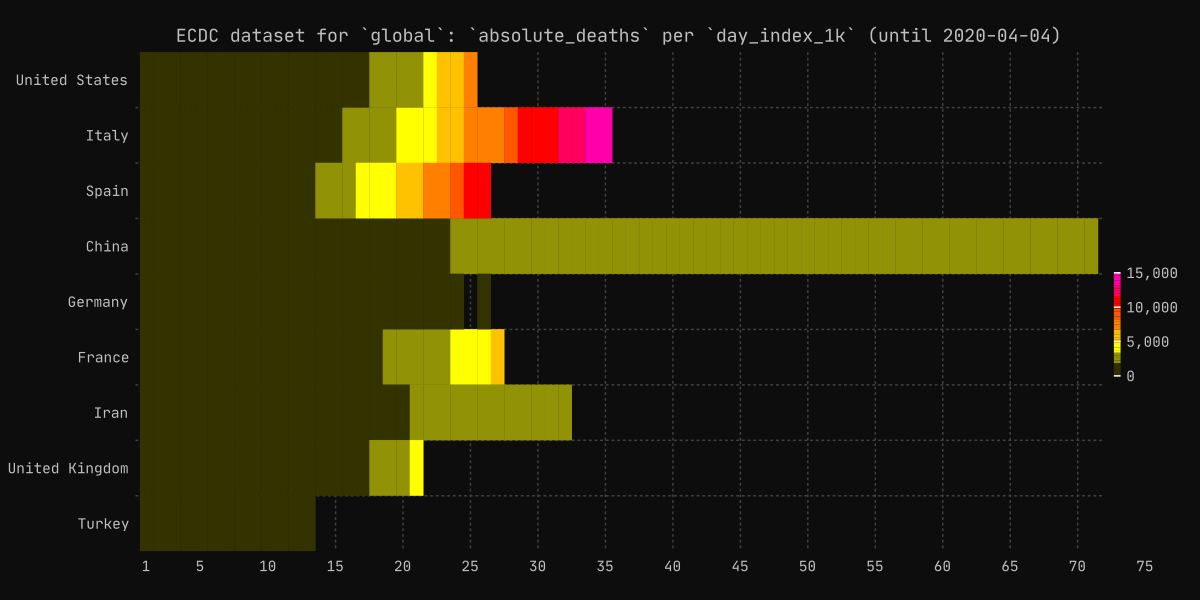 ECDC dataset for `global`: `absolute_deaths` per `day_index_1k` (until 2020-04-04)
United States
Italy
Spain
China
Germany
France
Iran
United Kingdom
Turkey
15,000
10,000
5,000
0
1 5 10 15 20 25 30 35 40 45 50 55 60 65 70 75